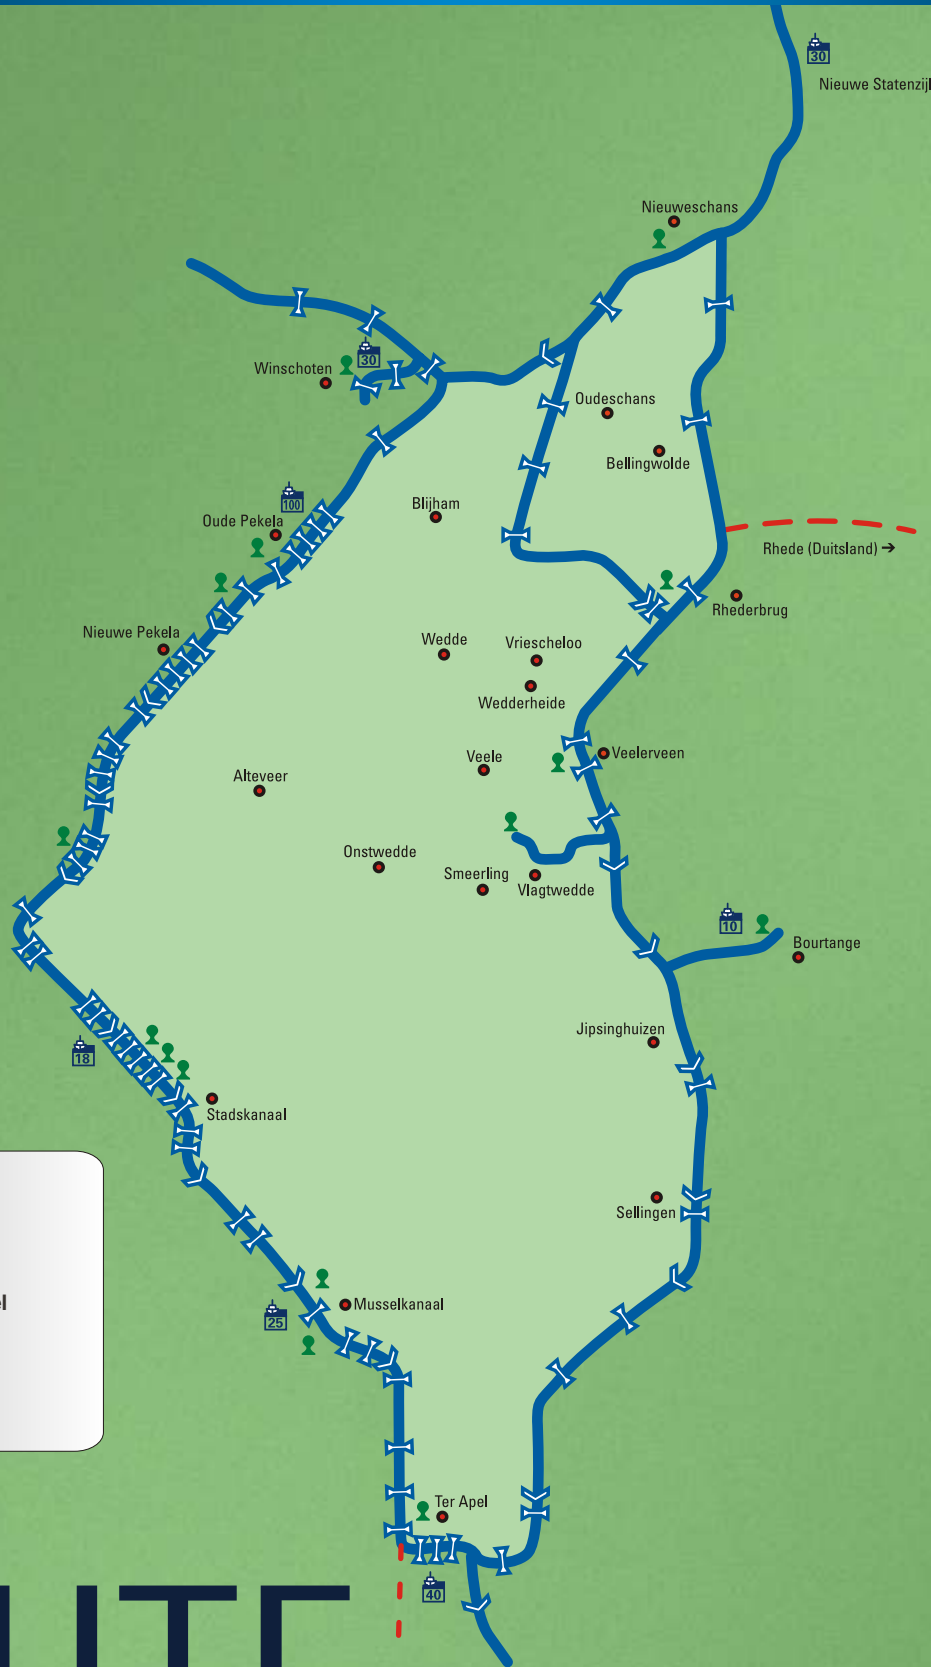 30
Nieuwe Statenzijl
Nieuweschans
30
Winschoten
Oudeschans
Bellingwolde
100
Blijham
Oude Pekela
Rhede (Duitsland) →
Rhederbrug
Nieuwe Pekela
Wedde
Vriescheloo
Wedderheide
Veelerveen
Veele
Alteveer
Onstwedde
Smeerling
Vlagtwedde
10
Bourtange
Jipsinghuizen
18
Stadskanaal
Sellingen
el
Musselkanaal
25
Ter Apel
40